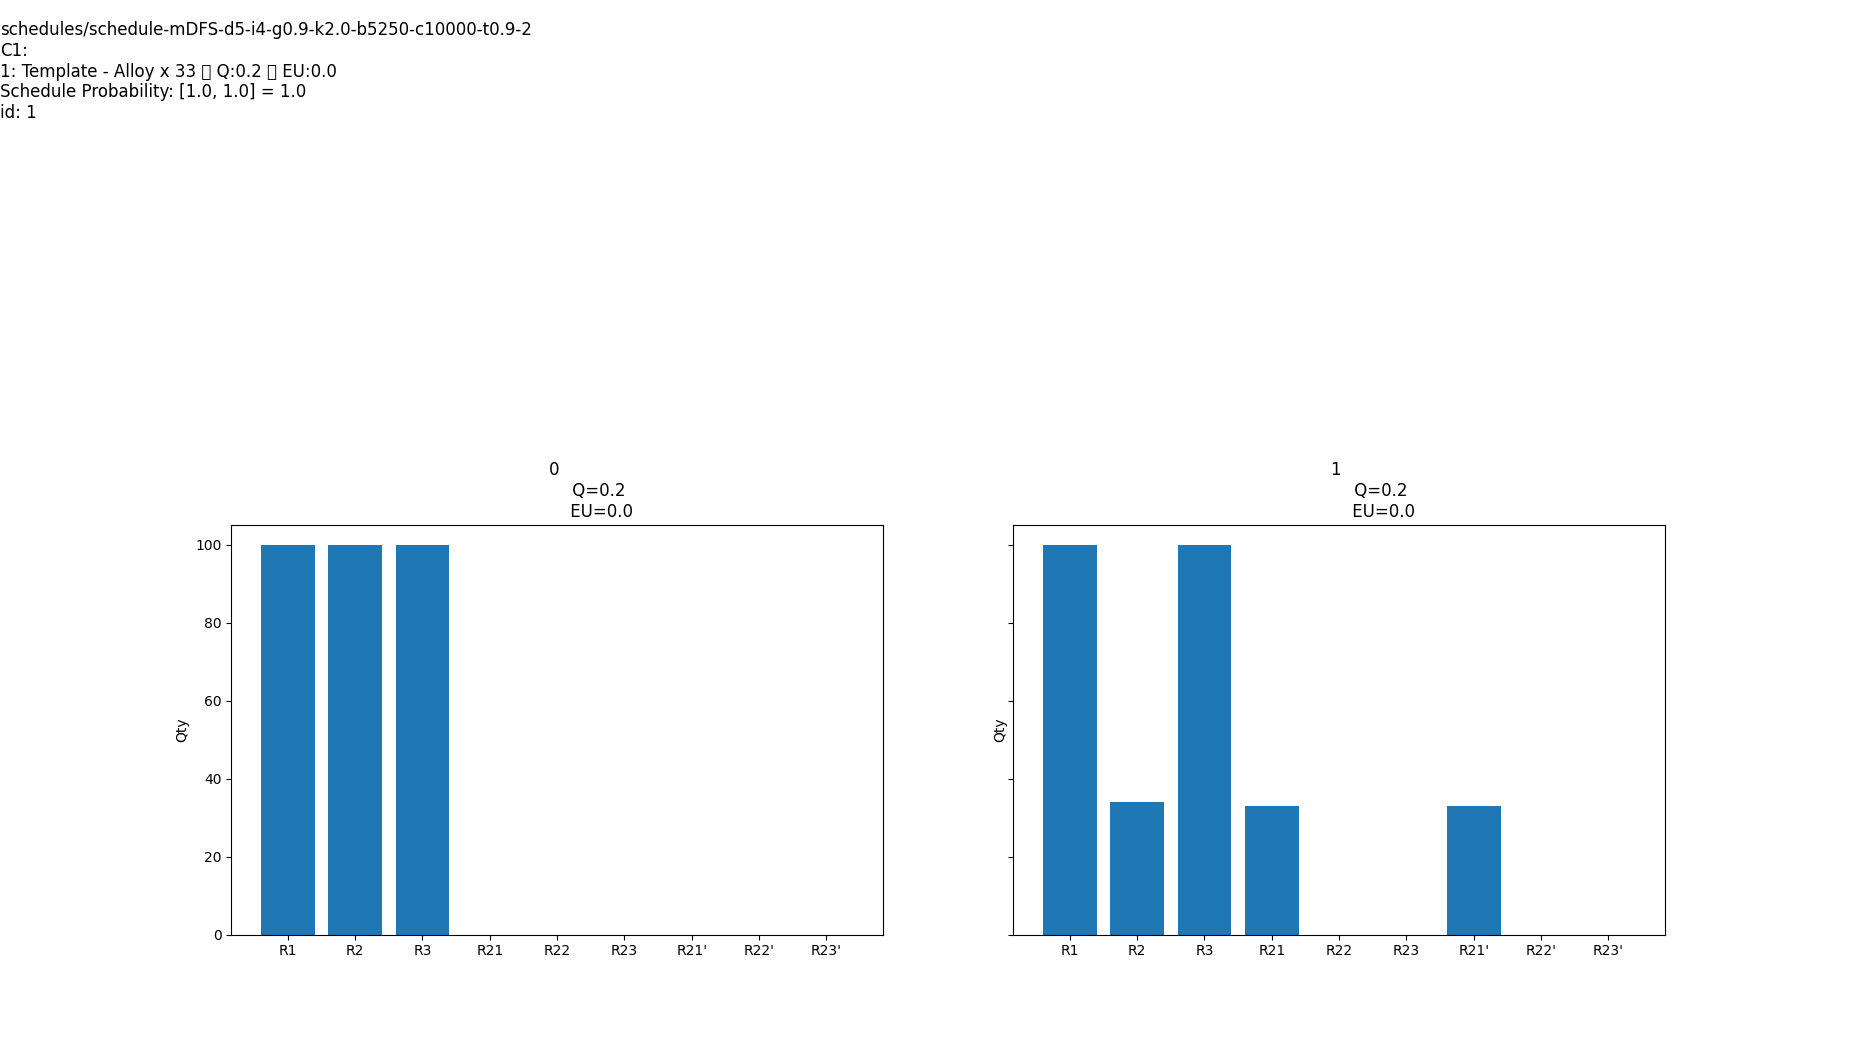 schedules/schedule-mDFS-d5-i4-g0.9-k2.0-b5250-c10000-t0.9-2
C1:
1: Template - Alloy x 33 ▯ Q:0.2 ▯ EU:0.0
Schedule Probability: [1.0, 1.0] = 1.0
id: 1
0
Q=0.2
EU=0.0
Qty
100
80
60
40
20
0
R1 R2 R3 R21 R22 R23 R21' R22' R23'
1
Q=0.2
EU=0.0
Qty
R1 R2 R3 R21 R22 R23 R21' R22' R23'